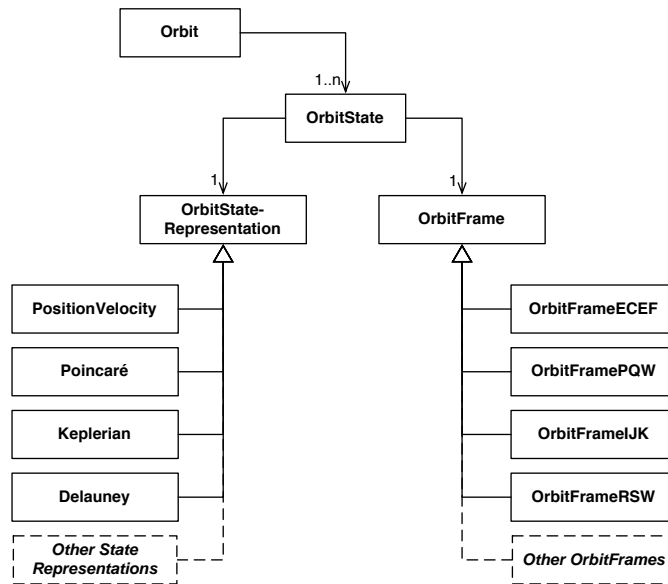 Orbit
1..n
OrbitState
1
1
OrbitState-
Representation
OrbitFrame
PositionVelocity
OrbitFrameECEF
Poincaré
OrbitFramePQW
Keplerian
OrbitFrameIJK
Delauney
OrbitFrameRSW
Other State
Representations
Other OrbitFrames